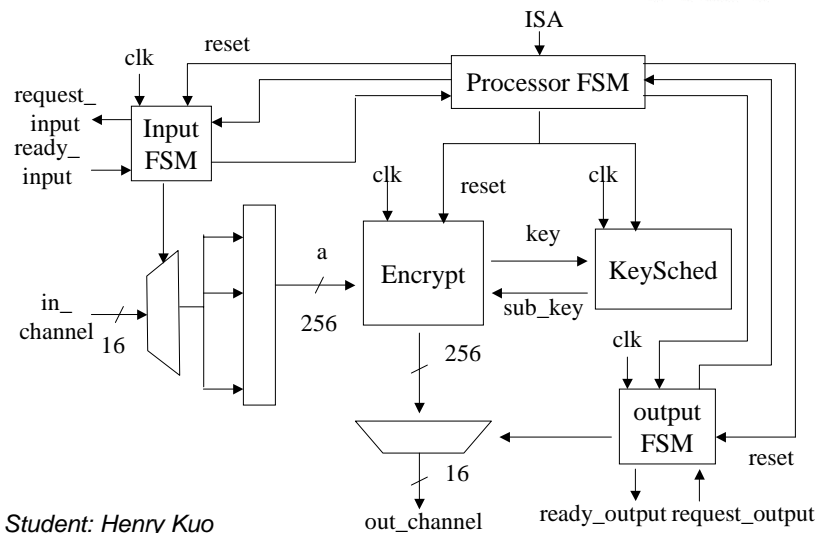 ISA
reset
clk
Processor FSM
request_
input
Input
FSM
ready_
input
clk
reset
clk
a
Encrypt
key
KeySched
in_
channel
16
256
sub_key
256
clk
output
FSM
reset
16
ready_output
request_output
out_channel
Student: Henry Kuo